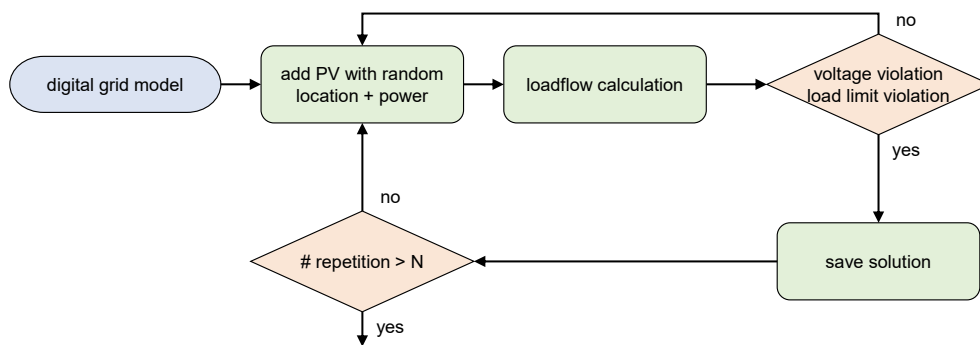 no
digital grid model
add PV with random
location + power
loadflow calculation
voltage violation
load limit violation
yes
no
# repetition > N
save solution
yes